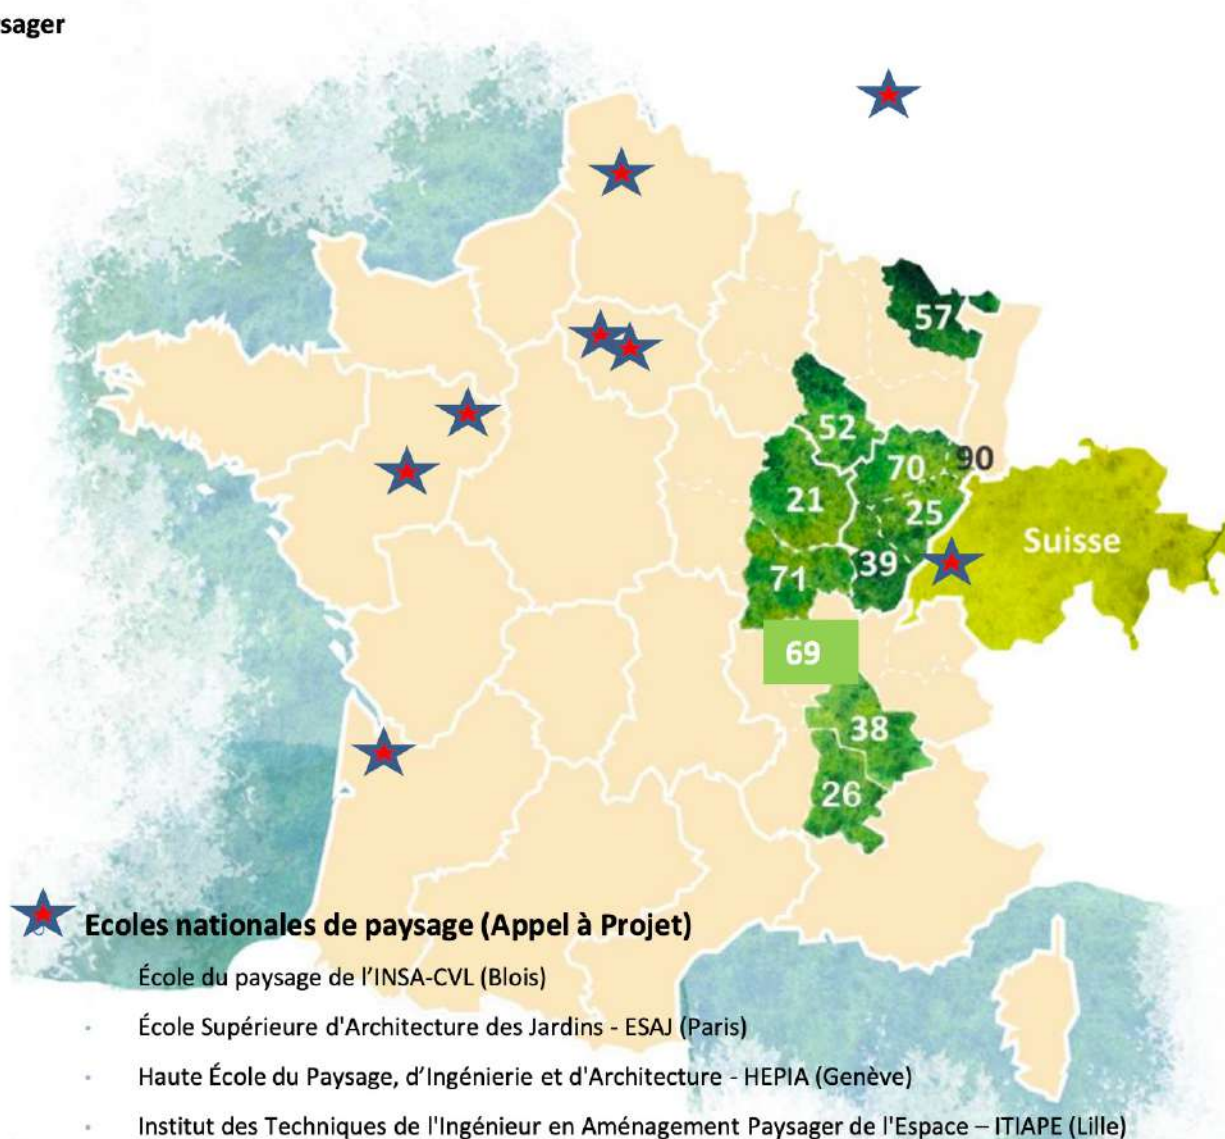 sager
57
52
70
90
21
25
Suisse
39
71
69
38
26
Ecoles nationales de paysage (Appel à Projet)
École du paysage de l'INSA-CVL (Blois)
École Supérieure d'Architecture des Jardins - ESAJ (Paris)
Haute École du Paysage, d'Ingénierie et d'Architecture - HEPIA (Genève)
Institut des Techniques de l'Ingénieur en Aménagement Paysager de l'Espace – ITIAPE (Lille)